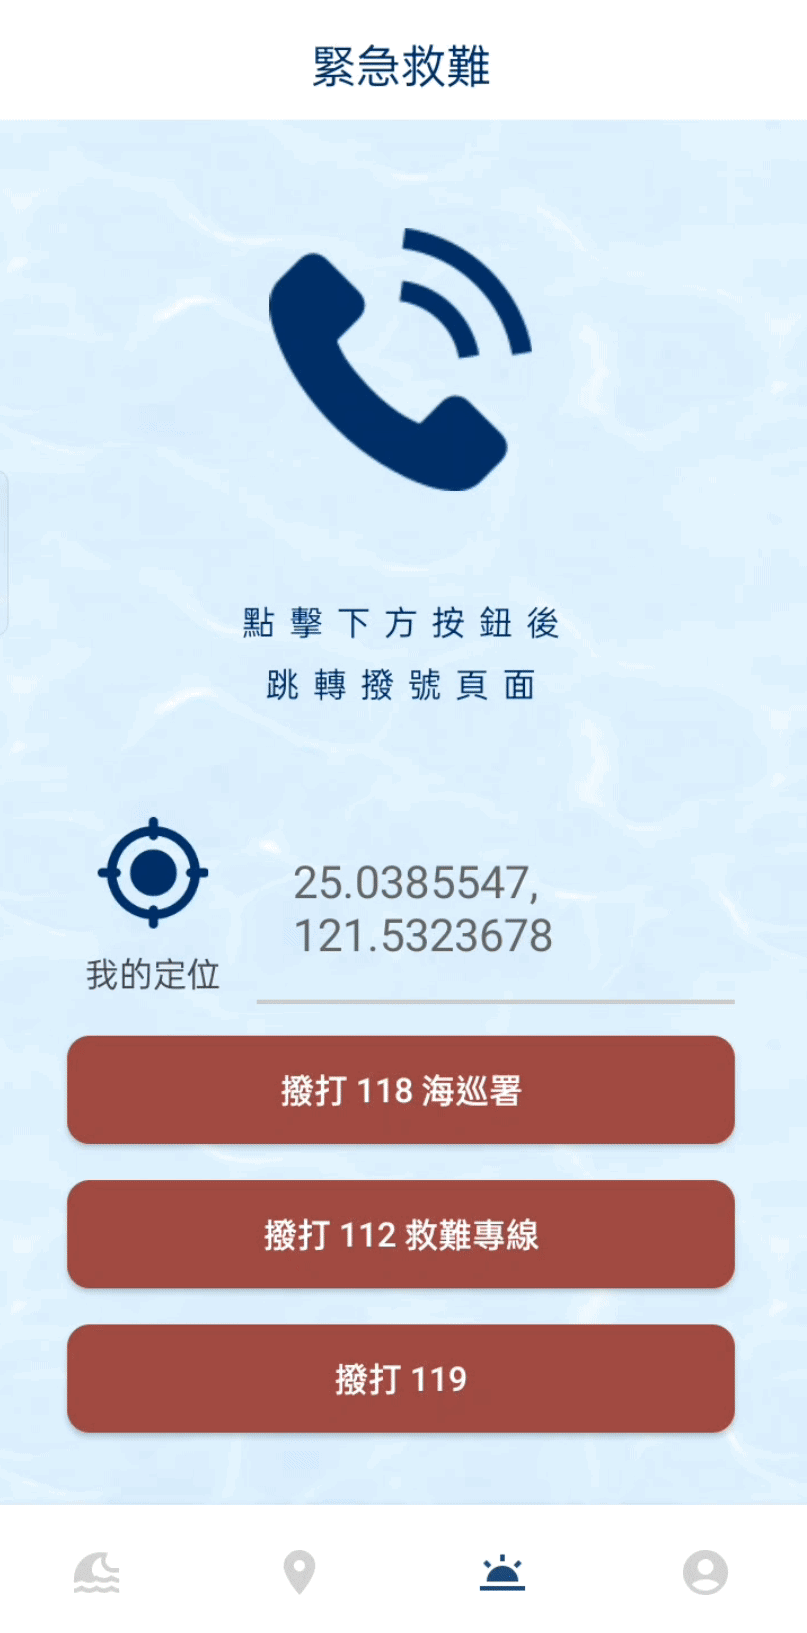 緊急救難
點擊下方按鈕後
跳轉撥號頁面
25.0385547,
121.5323678
我的定位
撥打 118 海巡署
撥打 112 救難專線
撥打 119